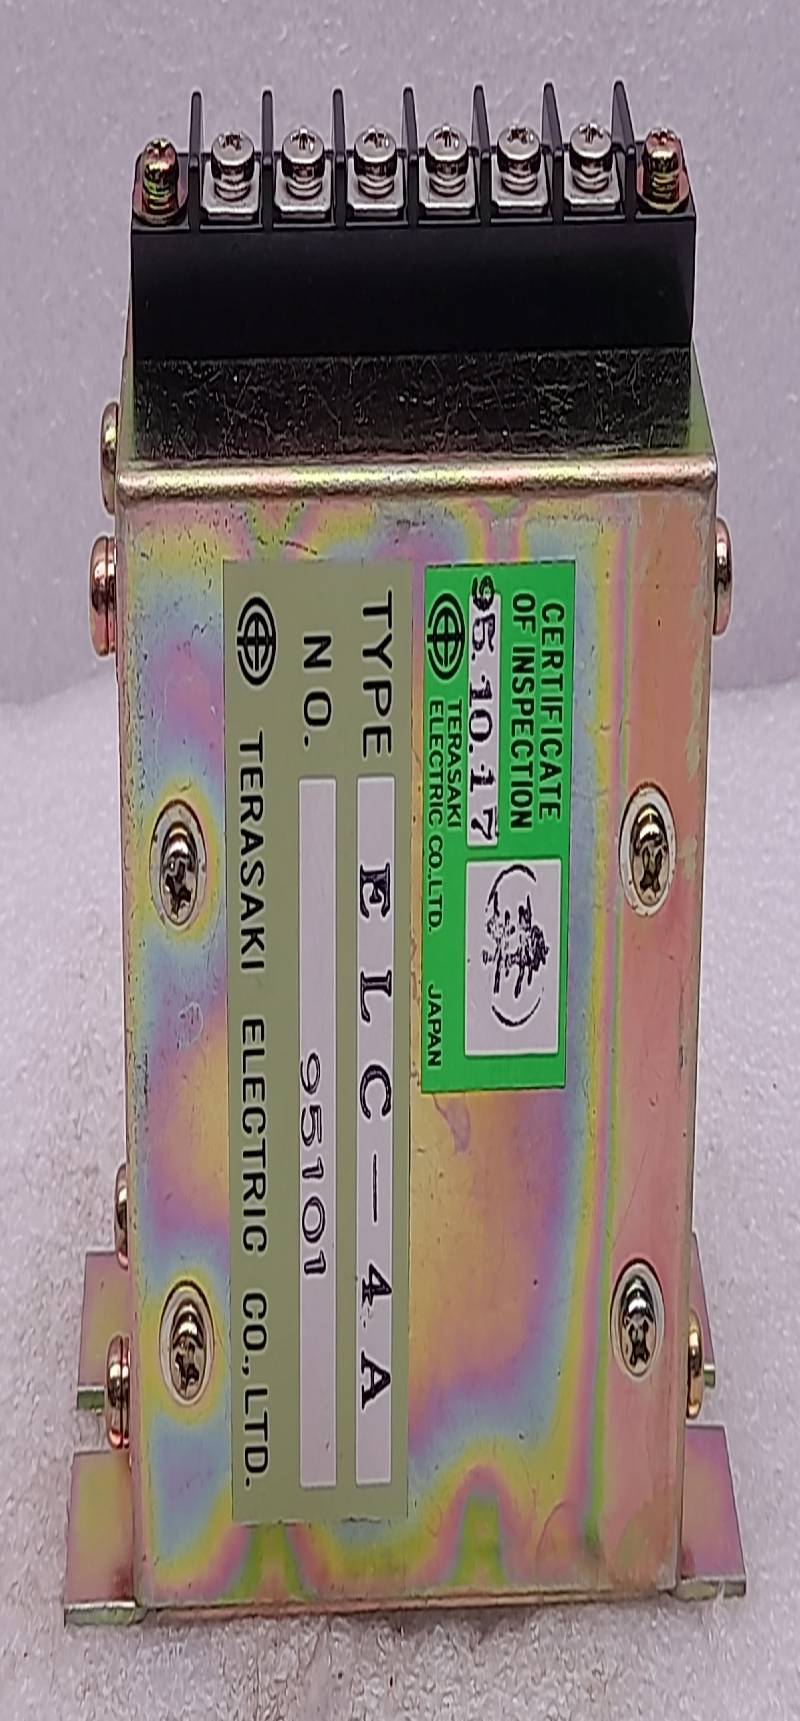 CERTIFICATE
OF INSPECTION
95.10.17
TERASAKI
ELECTRIC CO.,LTD. JAPAN
TYPE ELC-4A
NO. 95101
TERASAKI ELECTRIC CO., LTD.